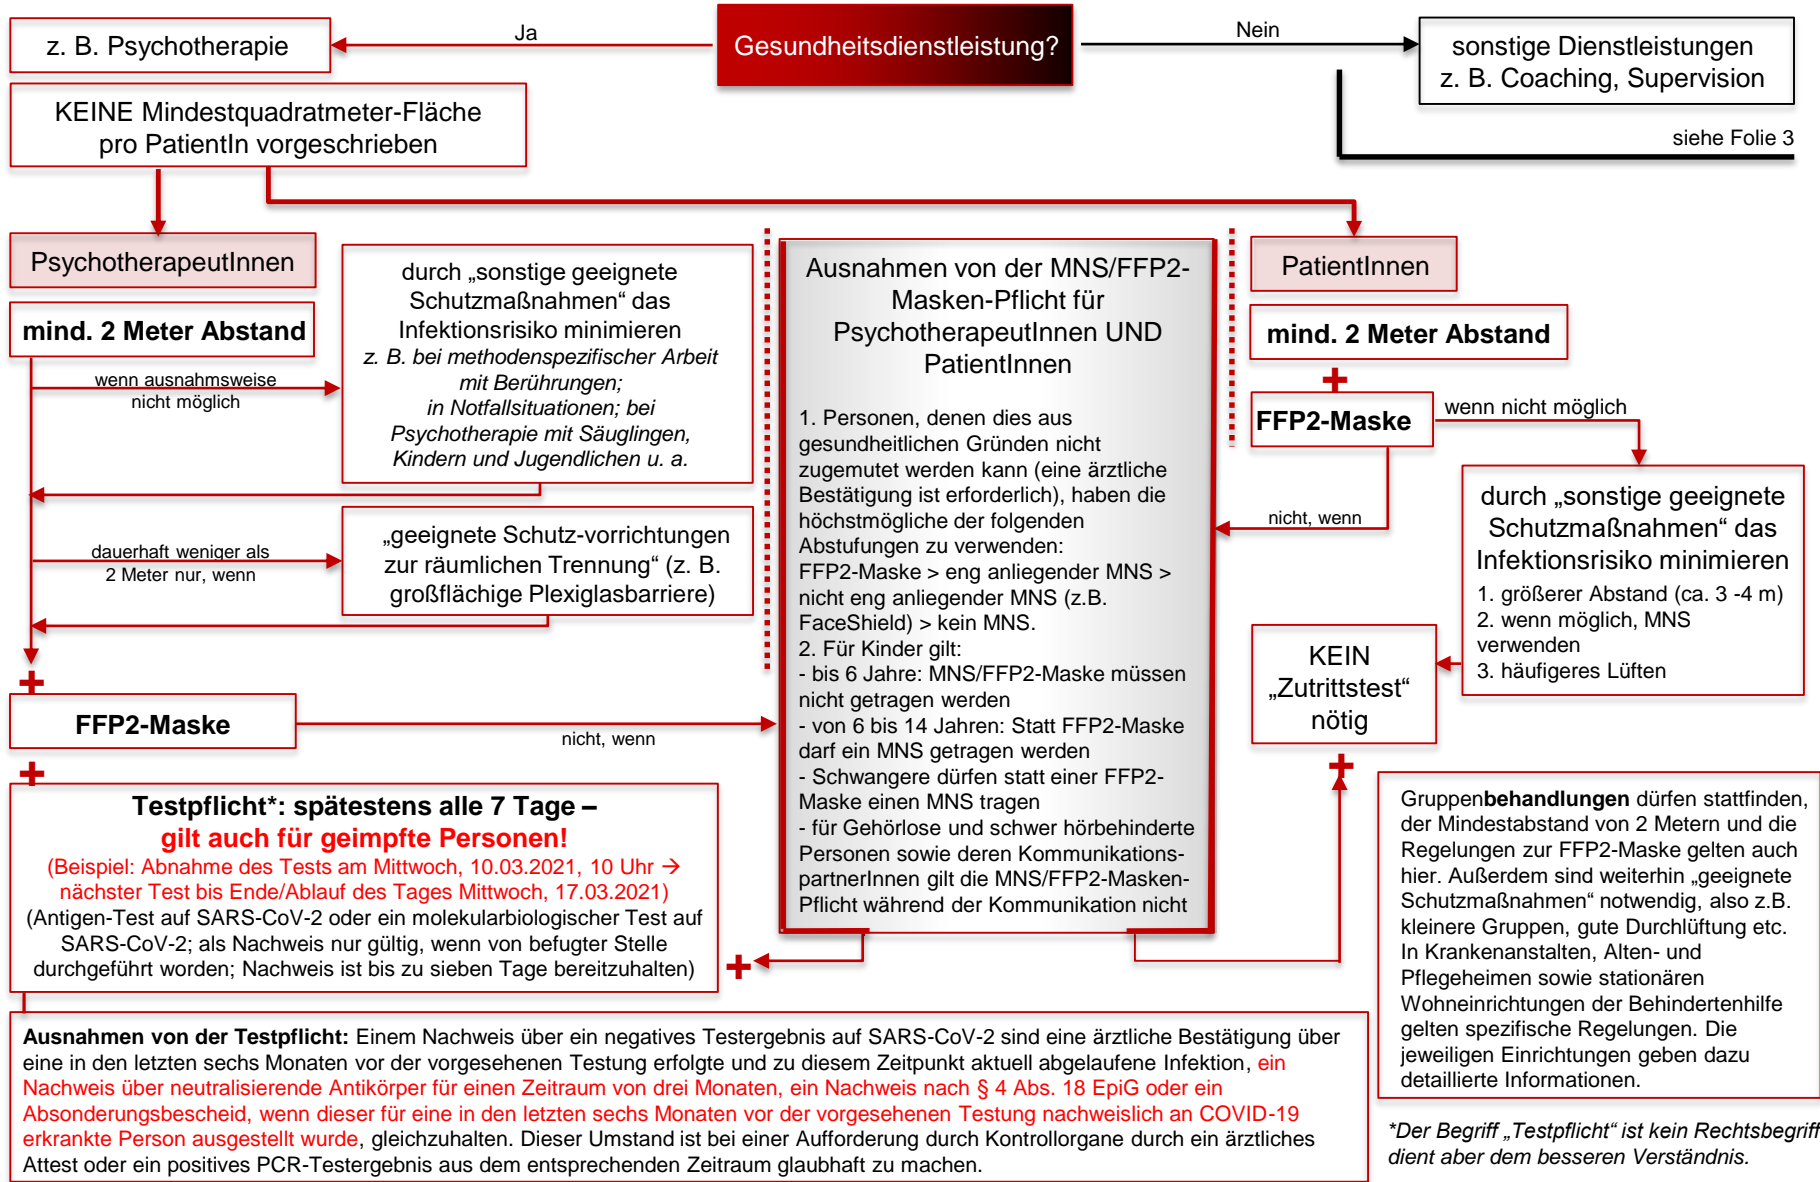 z. B. Psychotherapie
Ja
Gesundheitsdienstleistung?
Nein
sonstige Dienstleistungen
z. B. Coaching, Supervision
KEINE Mindestquadratmeter-Fläche
pro PatientIn vorgeschrieben
siehe Folie 3
PsychotherapeutInnen
mind. 2 Meter Abstand
wenn ausnahmsweise
nicht möglich
durch „sonstige geeignete
Schutzmaßnahmen“ das
Infektionsrisiko minimieren
z. B. bei methodenspezifischer Arbeit
mit Berührungen;
in Notfallsituationen; bei
Psychotherapie mit Säuglingen,
Kindern und Jugendlichen u. a.
dauerhaft weniger als
2 Meter nur, wenn
„geeignete Schutz-vorrichtungen
zur räumlichen Trennung“ (z. B.
großflächige Plexiglasbarriere)
+
FFP2-Maske
nicht, wenn
+
Testpflicht*: spätestens alle 7 Tage –
gilt auch für geimpfte Personen!
(Beispiel: Abnahme des Tests am Mittwoch, 10.03.2021, 10 Uhr →
nächster Test bis Ende/Ablauf des Tages Mittwoch, 17.03.2021)
(Antigen-Test auf SARS-CoV-2 oder ein molekularbiologischer Test auf
SARS-CoV-2; als Nachweis nur gültig, wenn von befugter Stelle
durchgeführt worden; Nachweis ist bis zu sieben Tage bereitzuhalten)
+
Ausnahmen von der MNS/FFP2-
Masken-Pflicht für
PsychotherapeutInnen UND
PatientInnen
1. Personen, denen dies aus
gesundheitlichen Gründen nicht
zugemutet werden kann (eine ärztliche
Bestätigung ist erforderlich), haben die
höchstmögliche der folgenden
Abstufungen zu verwenden:
FFP2-Maske > eng anliegender MNS >
nicht eng anliegender MNS (z.B.
FaceShield) > kein MNS.
2. Für Kinder gilt:
- bis 6 Jahre: MNS/FFP2-Maske müssen
nicht getragen werden
- von 6 bis 14 Jahren: Statt FFP2-Maske
darf ein MNS getragen werden
- Schwangere dürfen statt einer FFP2-
Maske einen MNS tragen
- für Gehörlose und schwer hörbehinderte
Personen sowie deren Kommunikations-
partnerInnen gilt die MNS/FFP2-Masken-
Pflicht während der Kommunikation nicht
PatientInnen
mind. 2 Meter Abstand
+
FFP2-Maske
wenn nicht möglich
nicht, wenn
durch „sonstige geeignete
Schutzmaßnahmen“ das
Infektionsrisiko minimieren
1. größerer Abstand (ca. 3 -4 m)
2. wenn möglich, MNS
verwenden
3. häufigeres Lüften
KEIN
„Zutrittstest“
nötig
+
Gruppenbehandlungen dürfen stattfinden,
der Mindestabstand von 2 Metern und die
Regelungen zur FFP2-Maske gelten auch
hier. Außerdem sind weiterhin „geeignete
Schutzmaßnahmen“ notwendig, also z.B.
kleinere Gruppen, gute Durchlüftung etc.
In Krankenanstalten, Alten- und
Pflegeheimen sowie stationären
Wohneinrichtungen der Behindertenhilfe
gelten spezifische Regelungen. Die
jeweiligen Einrichtungen geben dazu
detaillierte Informationen.
Ausnahmen von der Testpflicht: Einem Nachweis über ein negatives Testergebnis auf SARS-CoV-2 sind eine ärztliche Bestätigung über
eine in den letzten sechs Monaten vor der vorgesehenen Testung erfolgte und zu diesem Zeitpunkt aktuell abgelaufene Infektion, ein
Nachweis über neutralisierende Antikörper für einen Zeitraum von drei Monaten, ein Nachweis nach § 4 Abs. 18 EpiG oder ein
Absonderungsbescheid, wenn dieser für eine in den letzten sechs Monaten vor der vorgesehenen Testung nachweislich an COVID-19
erkrankte Person ausgestellt wurde, gleichzuhalten. Dieser Umstand ist bei einer Aufforderung durch Kontrollorgane durch ein ärztliches
Attest oder ein positives PCR-Testergebnis aus dem entsprechenden Zeitraum glaubhaft zu machen.
*Der Begriff „Testpflicht“ ist kein Rechtsbegriff
dient aber dem besseren Verständnis.